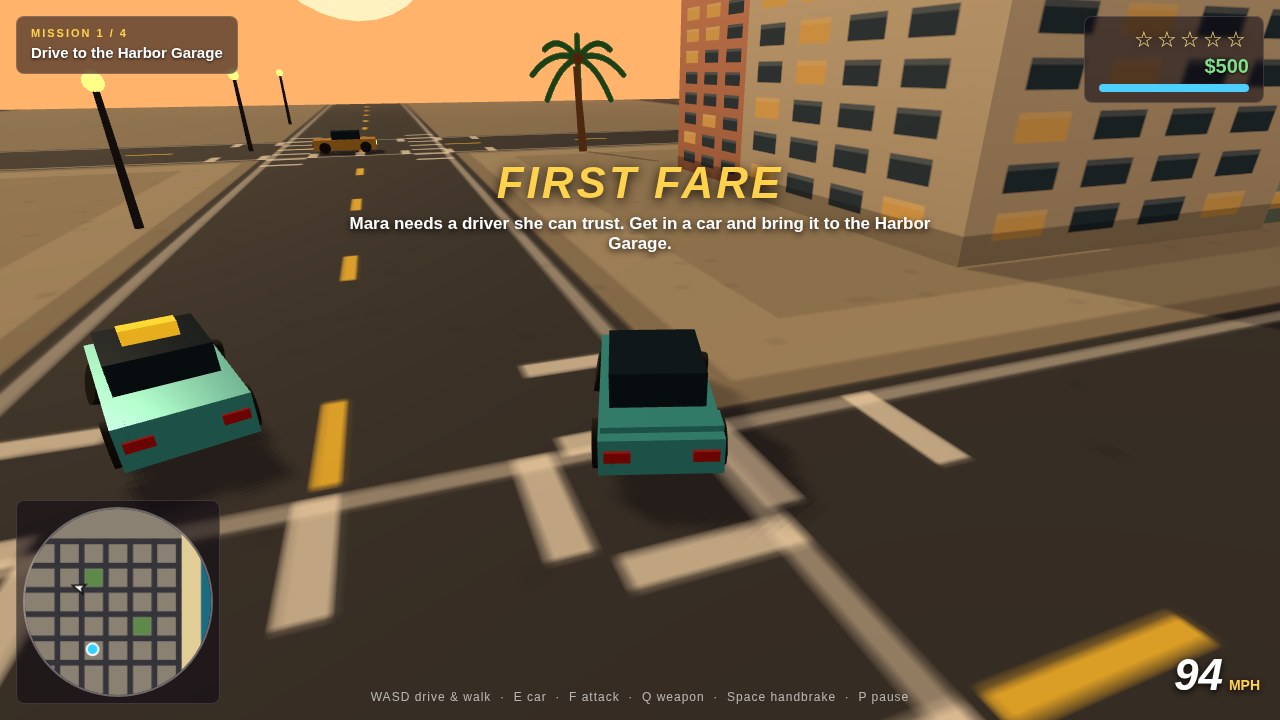 MISSION 1 / 4
Drive to the Harbor Garage
☆☆☆☆☆
$500
FIRST FARE
Mara needs a driver she can trust. Get in a car and bring it to the Harbor
Garage.
94 MPH
WASD drive & walk · E car · F attack · Q weapon · Space handbrake · P pause